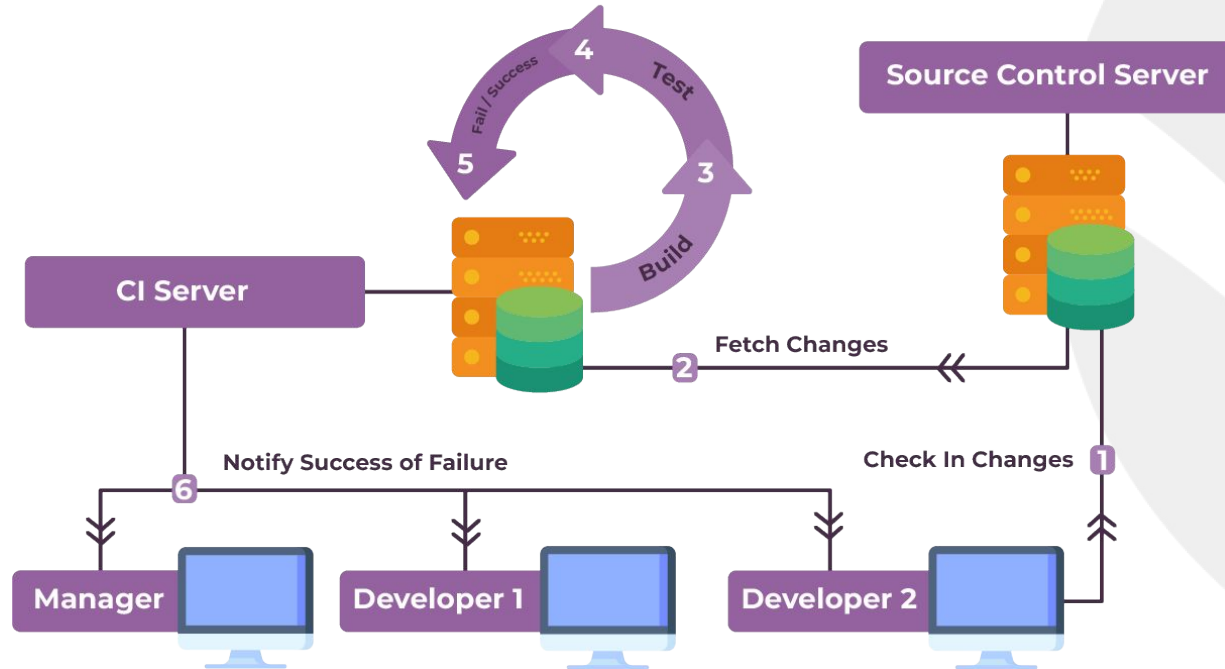 4
Test
Fail / Success
5
3
Build
Source Control Server
CI Server
Fetch Changes
2
Notify Success of Failure
6
Check In Changes
1
Manager
Developer 1
Developer 2